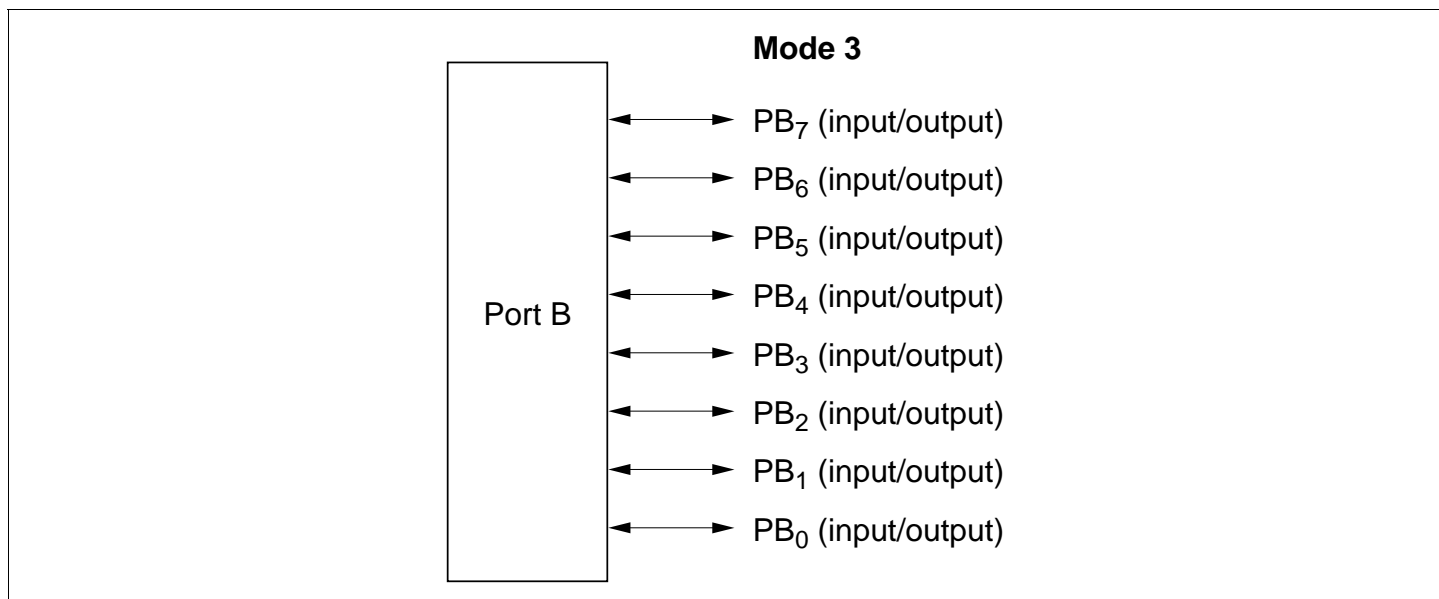 Mode 3
PB7 (input/output)
PB6 (input/output)
PB5 (input/output)
PB4 (input/output)
Port B
PB3 (input/output)
PB2 (input/output)
PB1 (input/output)
PB0 (input/output)